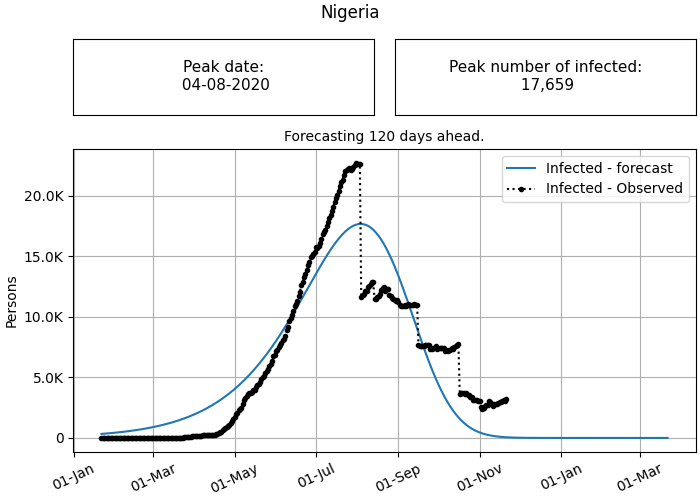 Nigeria
Peak date:
04-08-2020
Peak number of infected:
17,659
Forecasting 120 days ahead.
Infected - forecast
Infected - Observed
20.0K
15.0K
10.0K
5.0K
0
Persons
01-Jan
01-Mar
01-May
01-Jul
01-Sep
01-Nov
01-Jan
01-Mar